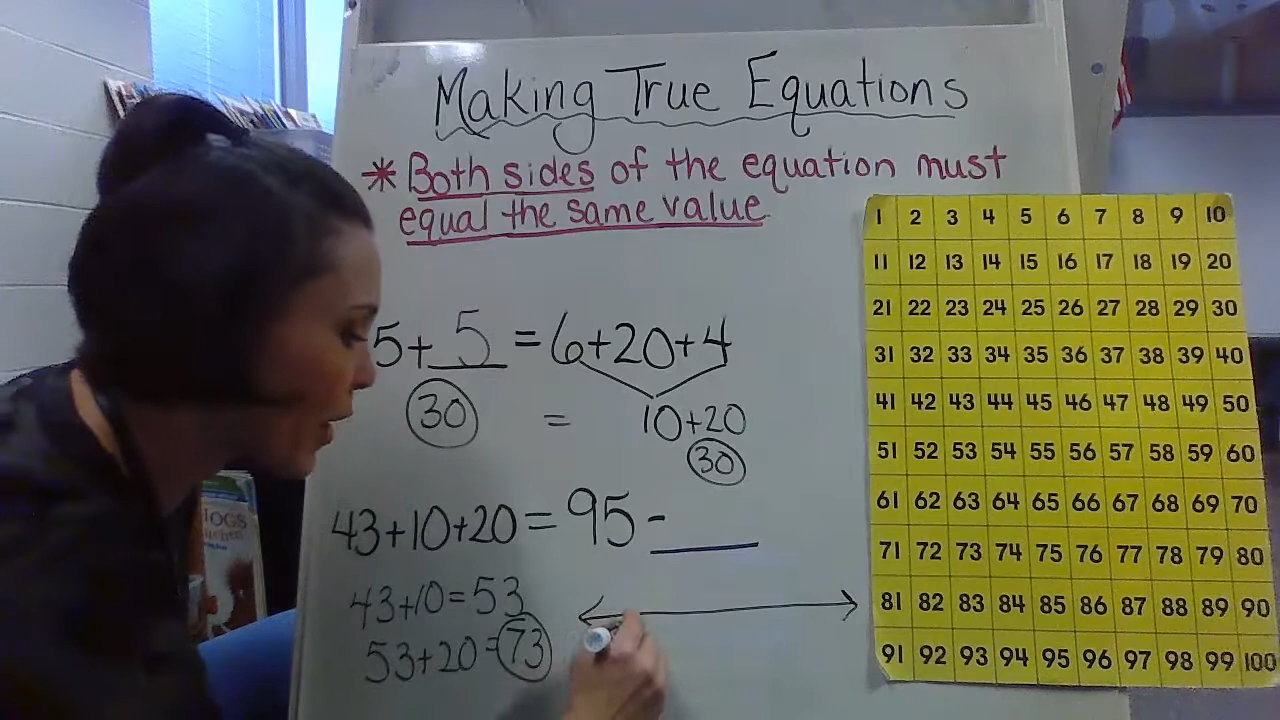 Making True Equations
* Both sides of the equation must
equal the same value
5 + 5 = 6+20+4
30 = 10+20
30
43+10+20 = 95 -
43+10=53
53+20=73
1 2 3 4 5 6 7 8 9 10
11 12 13 14 15 16 17 18 19 20
21 22 23 24 25 26 27 28 29 30
31 32 33 34 35 36 37 38 39 40
41 42 43 44 45 46 47 48 49 50
51 52 53 54 55 56 57 58 59 60
61 62 63 64 65 66 67 68 69 70
71 72 73 74 75 76 77 78 79 80
81 82 83 84 85 86 87 88 89 90
91 92 93 94 95 96 97 98 99 100